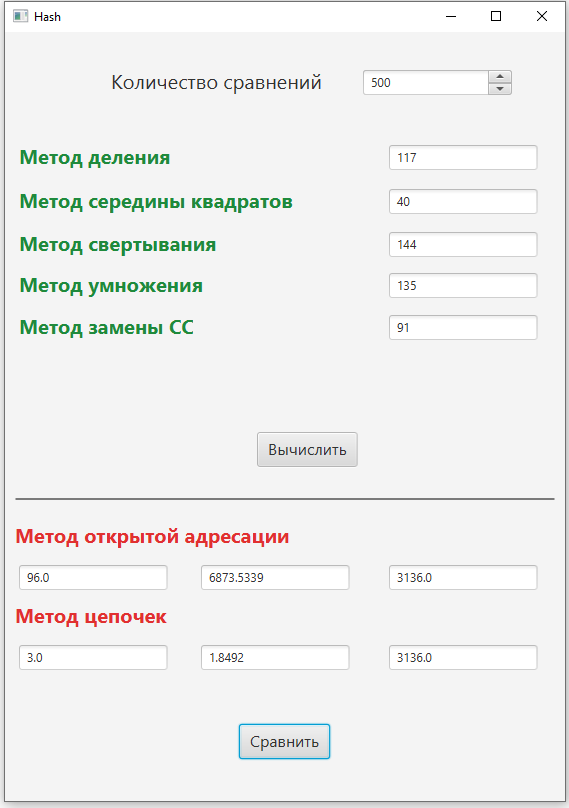 Hash
Количество сравнений 500
Метод деления 117
Метод середины квадратов 40
Метод свертывания 144
Метод умножения 135
Метод замены СС 91
Вычислить
Метод открытой адресации
96.0 6873.5339 3136.0
Метод цепочек
3.0 1.8492 3136.0
Сравнить